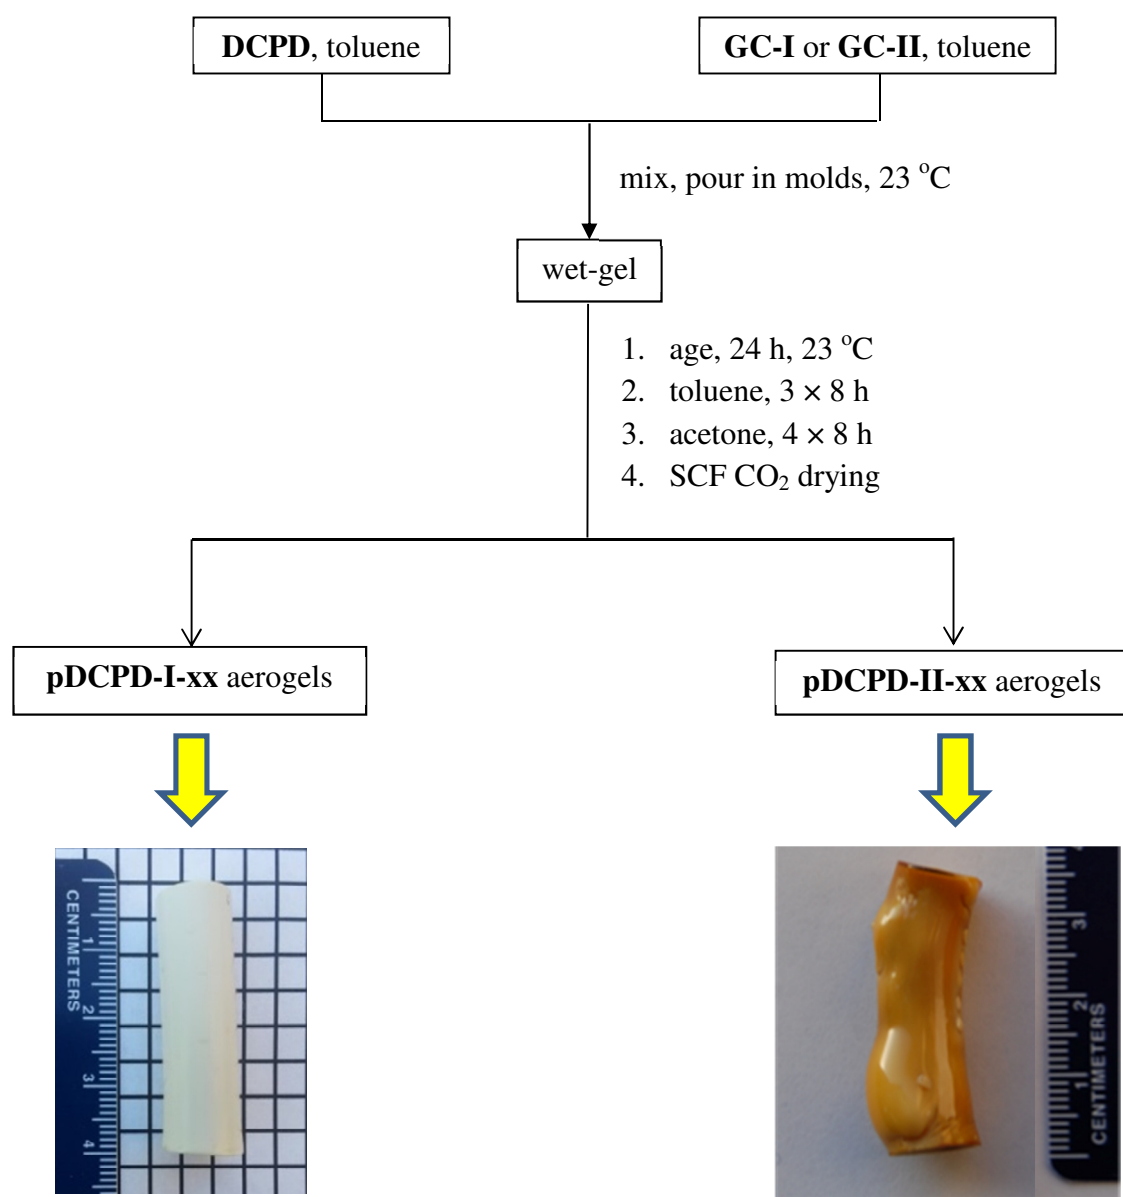 DCPD, toluene
GC-I or GC-II, toluene
mix, pour in molds, 23 °C
wet-gel
1. age, 24 h, 23 °C
2. toluene, 3 × 8 h
3. acetone, 4 × 8 h
4. SCF CO₂ drying
pDCPD-I-xx aerogels
pDCPD-II-xx aerogels
CENTIMETERS
1
2
3
4
3
2
1
CENTIMETERS